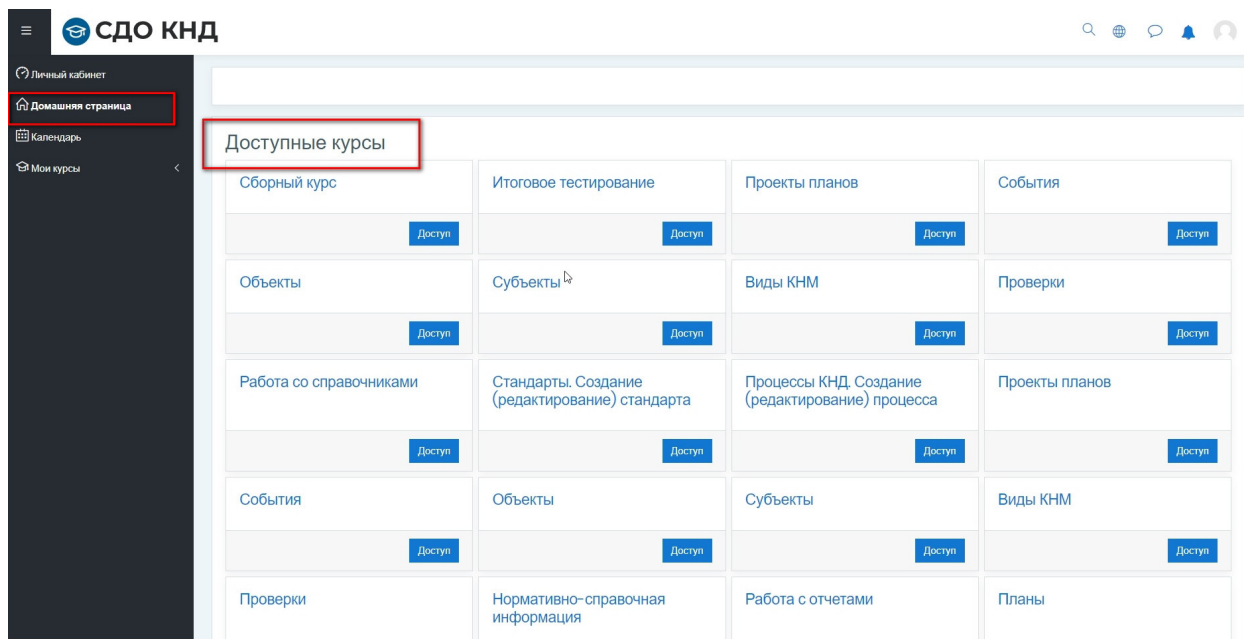 СДО КНД
Личный кабинет
Домашняя страница
Календарь
Мои курсы
Доступные курсы
Сборный курс
Итоговое тестирование
Проекты планов
События
Доступ
Доступ
Доступ
Доступ
Объекты
Субъекты
Виды КНМ
Проверки
Доступ
Доступ
Доступ
Доступ
Работа со справочниками
Стандарты. Создание
(редактирование) стандарта
Процессы КНД. Создание
(редактирование) процесса
Проекты планов
Доступ
Доступ
Доступ
Доступ
События
Объекты
Субъекты
Виды КНМ
Доступ
Доступ
Доступ
Доступ
Проверки
Нормативно-справочная
информация
Работа с отчетами
Планы